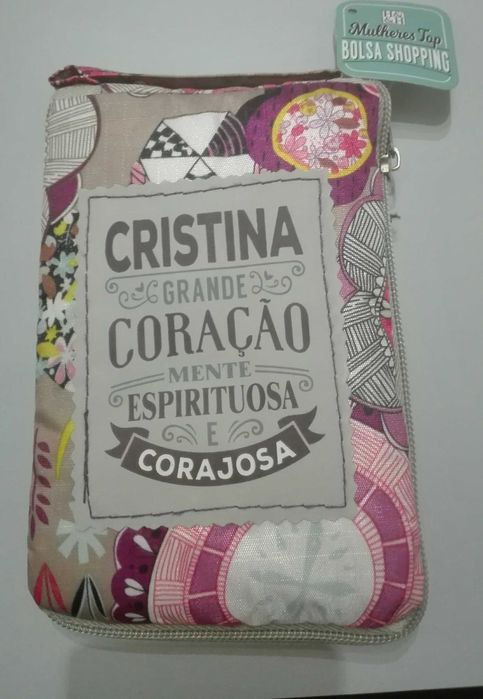 Mulheres Top
BOLSA SHOPPING
CRISTINA
GRANDE
CORAÇÃO
MENTE
ESPIRITUOSA
E
CORAJOSA